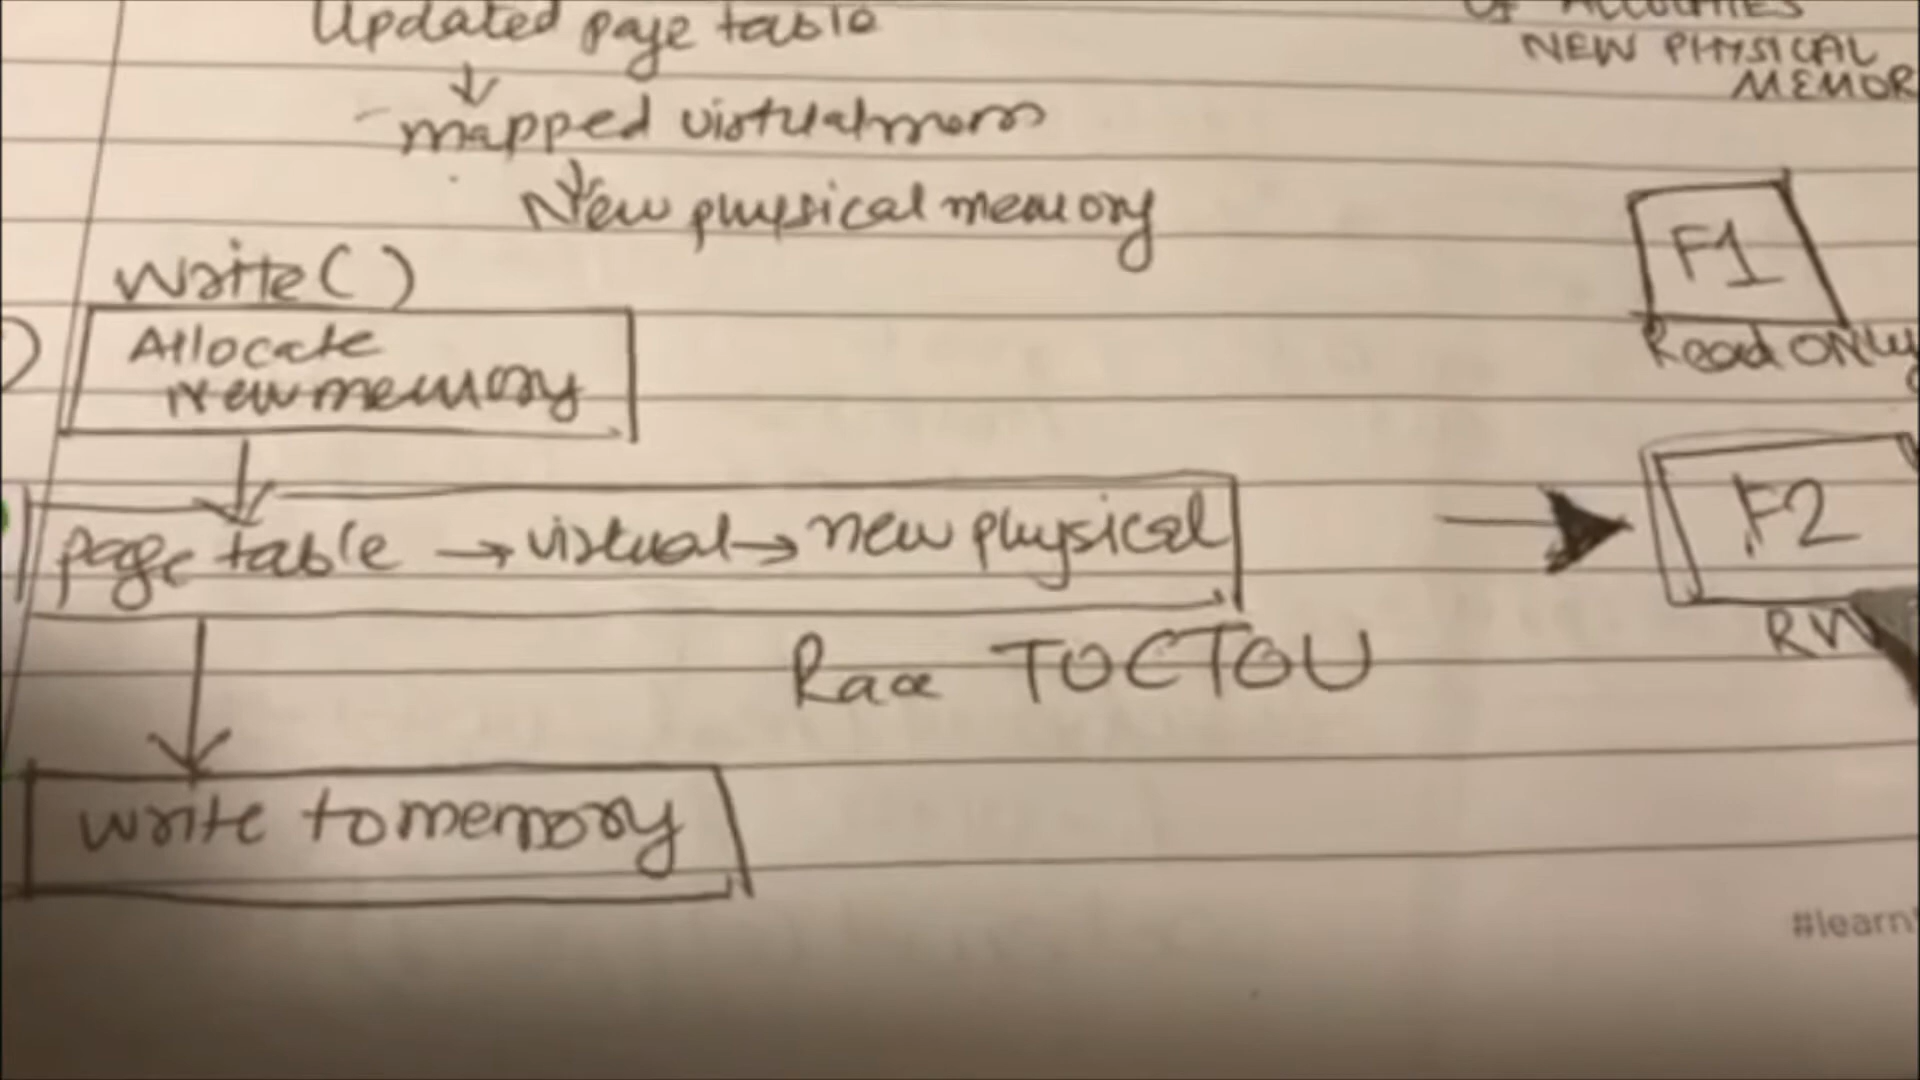 Updated page table
NEW PHYSICAL
MEMOR
mapped virtual mem
New physical memory
Write()
F1
Read only
Allocate
New memory
page table → virtual → new physical
F2
RW
Race TOCTOU
write to memory
#learn